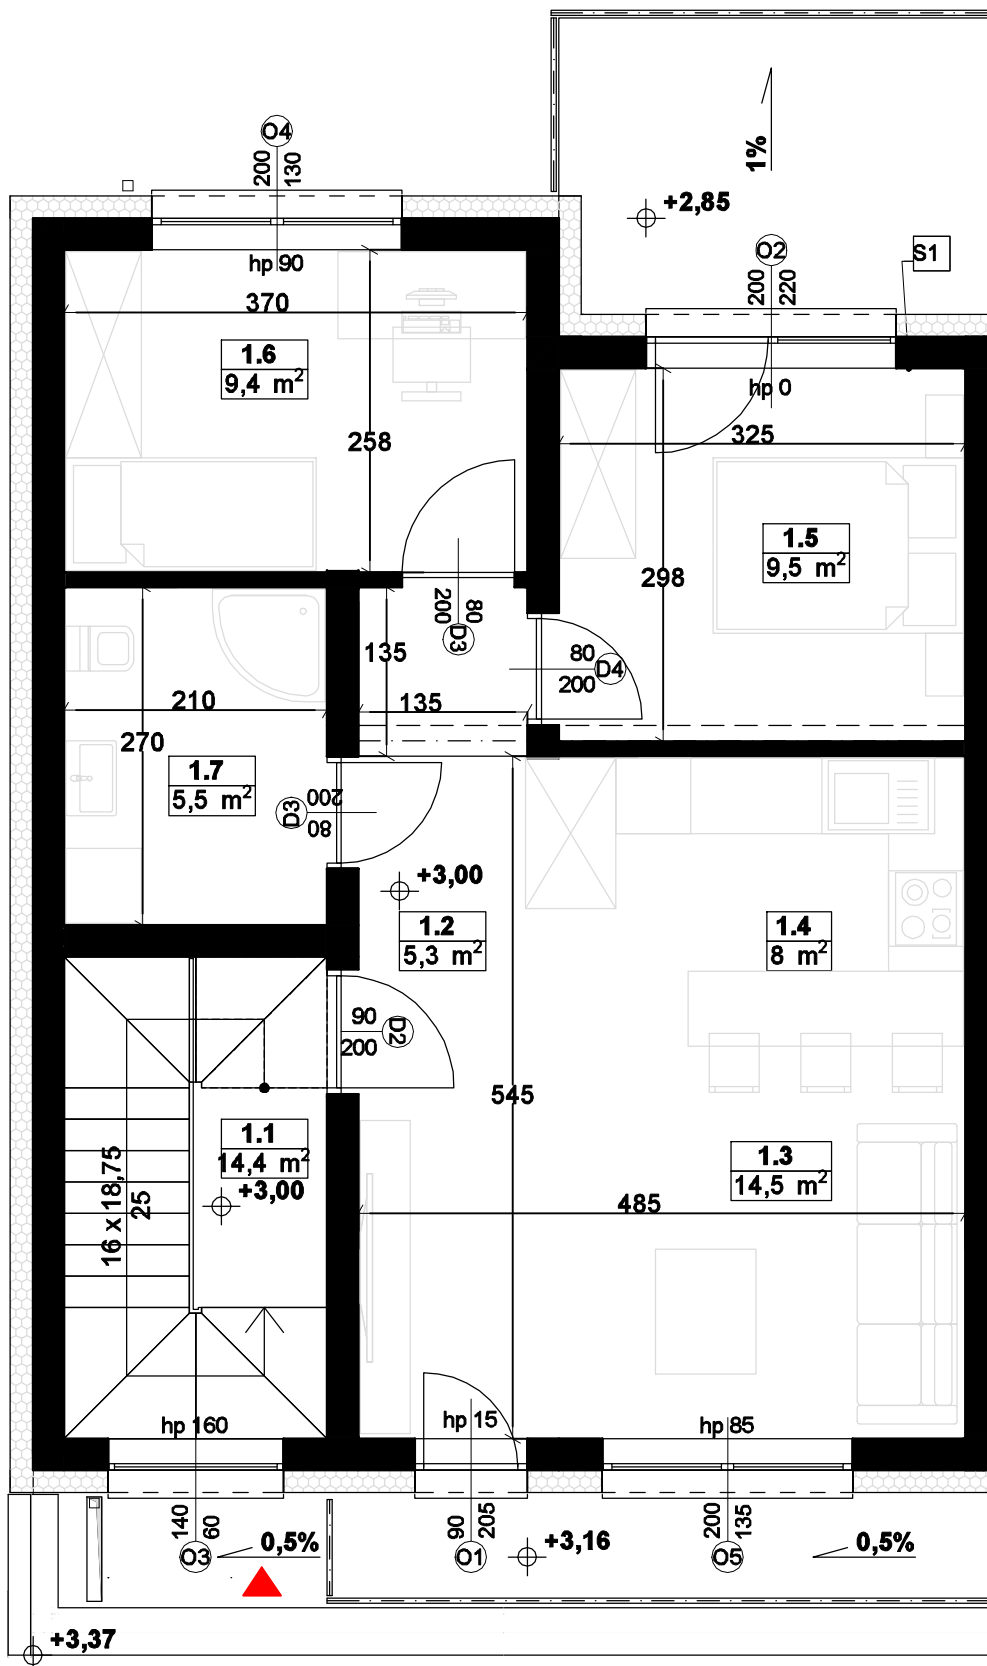 O4
200
130
1%
+2,85
O2
200
220
S1
hp 90
370
1.6
9,4 m²
258
hp 0
325
1.5
9,5 m²
298
80
200
D3
135
80
200
D4
135
210
270
1.7
5,5 m²
D3
200
80
+3,00
1.2
5,3 m²
1.4
8 m²
90
200
D2
545
1.1
14,4 m²
+3,00
16 x 18,75
25
1.3
14,5 m²
485
hp 160
hp 15
hp 85
140
60
O3
0,5%
90
205
O1
+3,16
200
135
O5
0,5%
+3,37